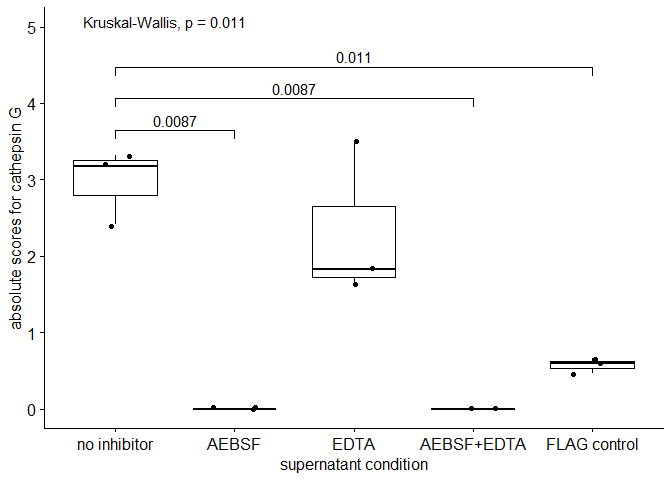 Kruskal-Wallis, p = 0.011
0.011
0.0087
0.0087
absolute scores for cathepsin G
5
4
3
2
1
0
no inhibitor AEBSF EDTA AEBSF+EDTA FLAG control
supernatant condition